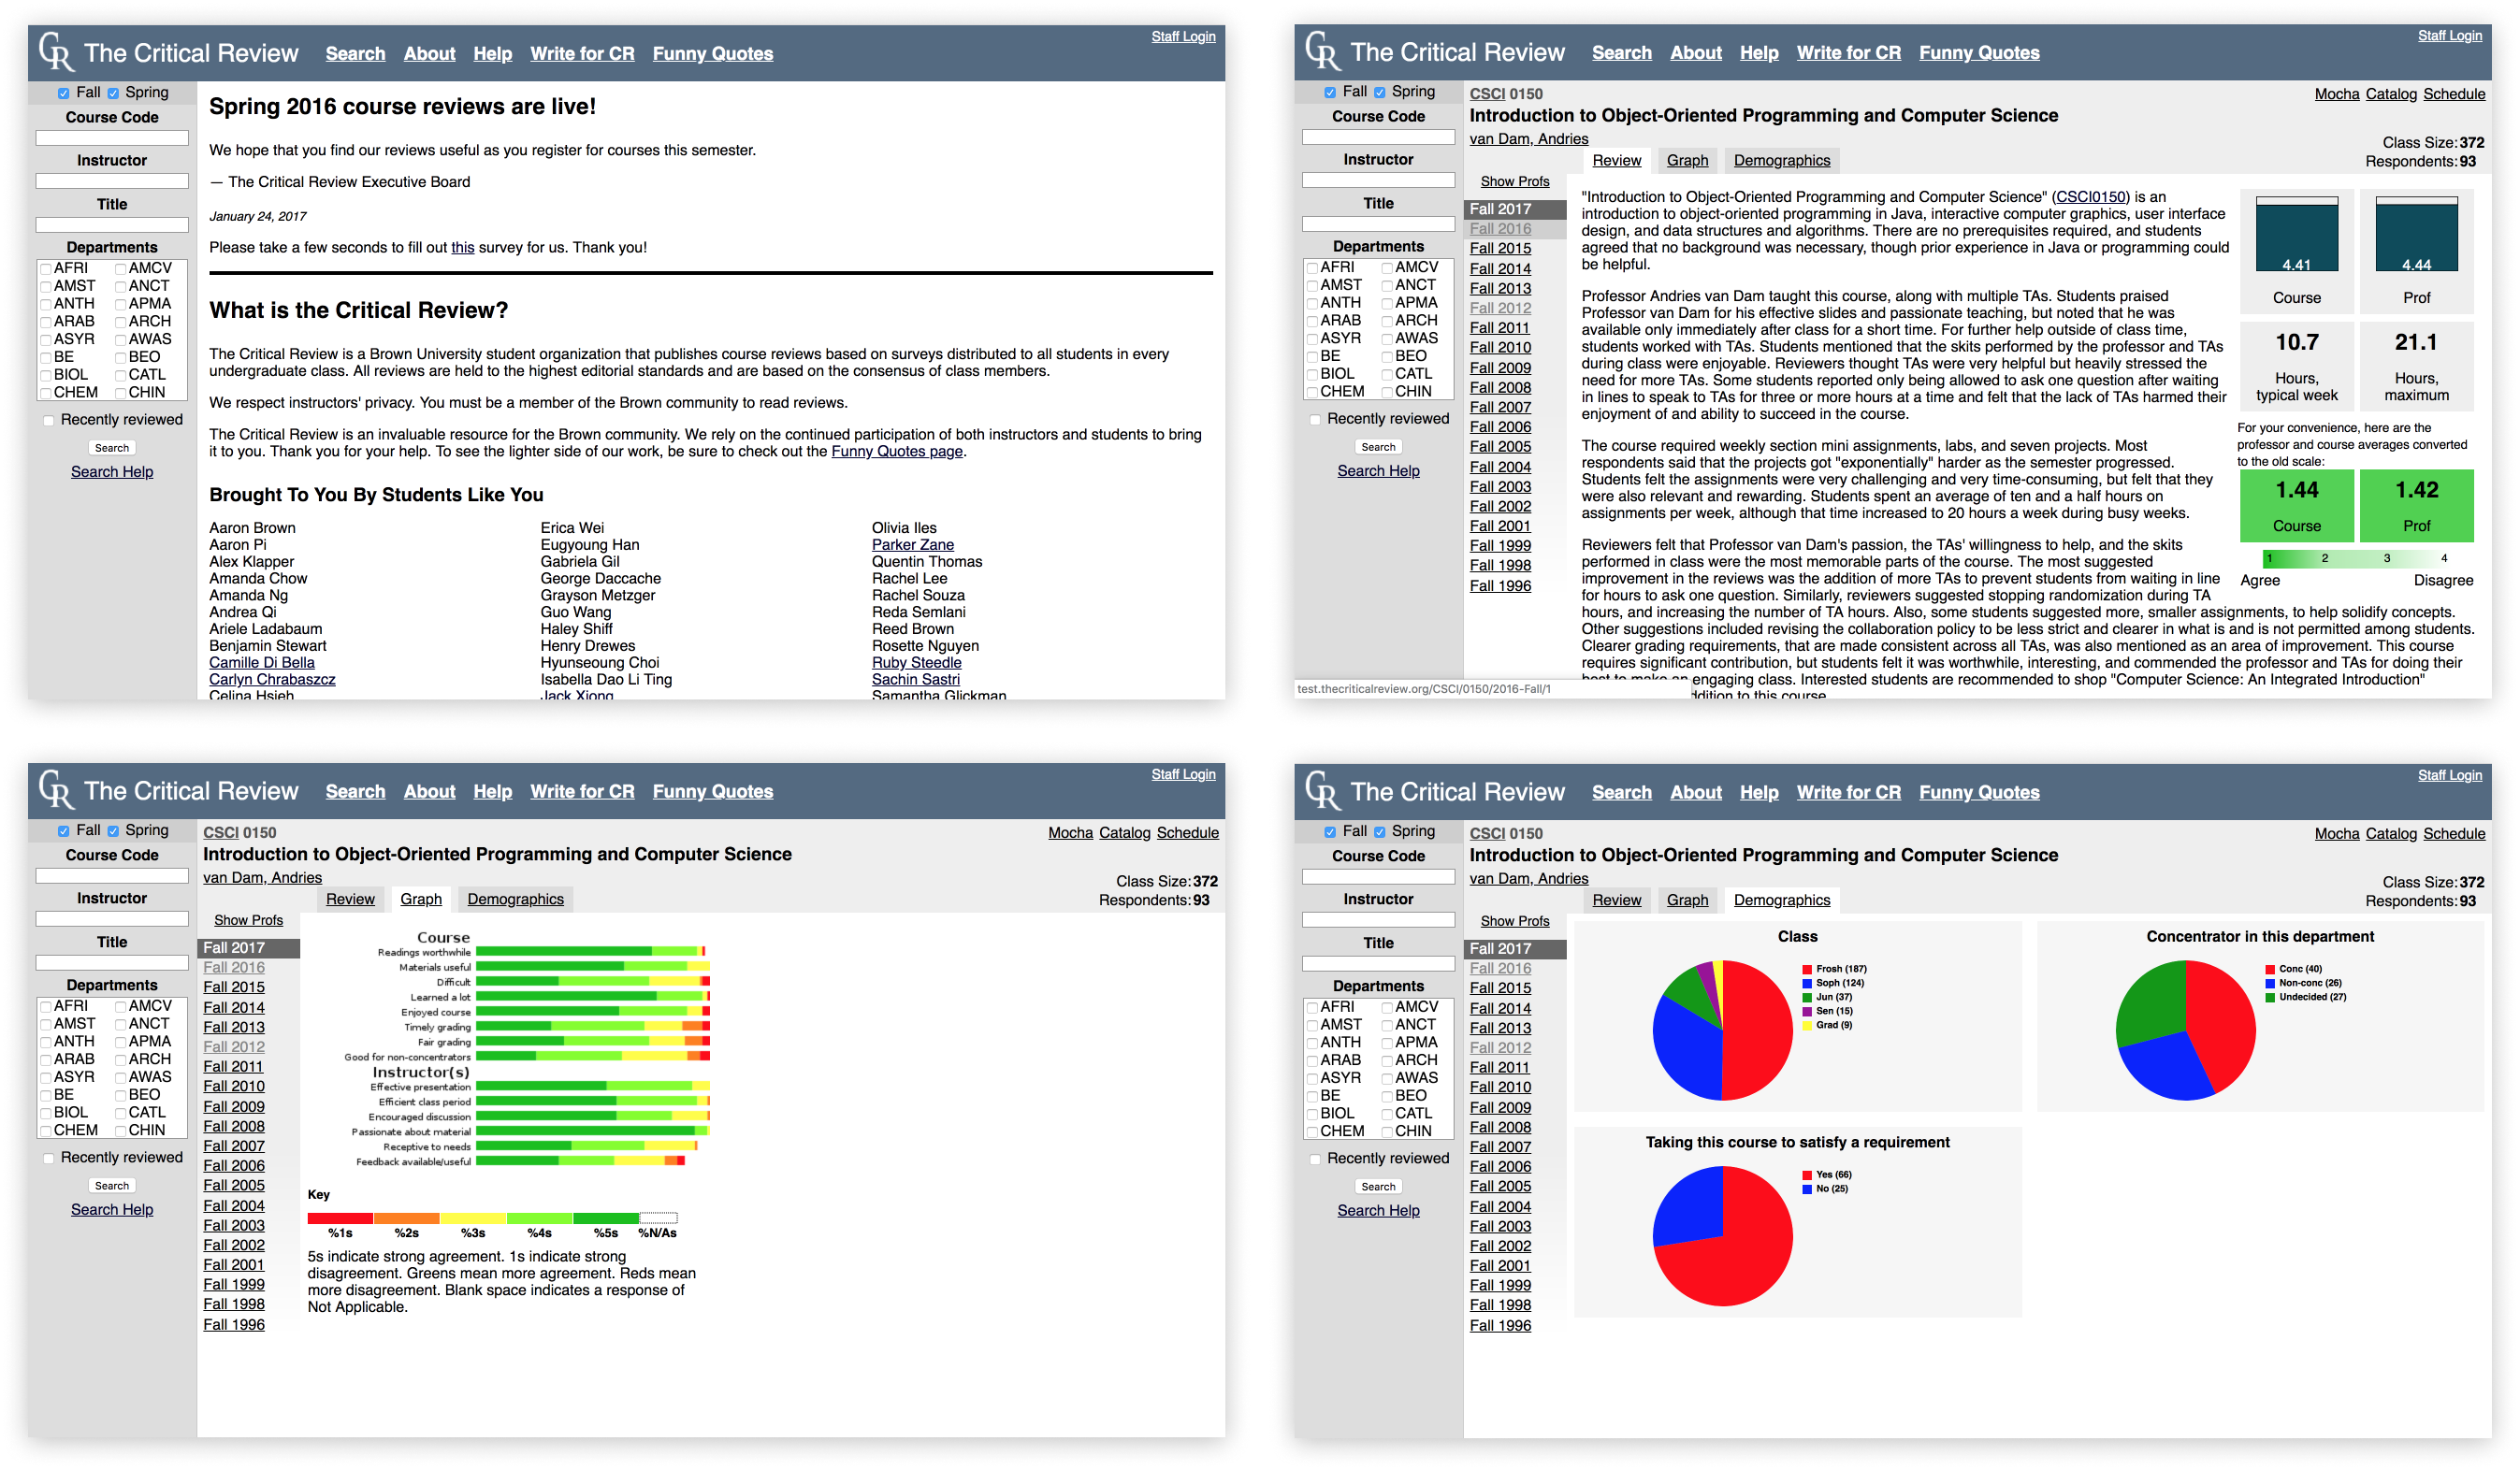 CR The Critical Review Search About Help Write for CR Funny Quotes
Staff Login
Fall Spring
Course Code
Instructor
Title
Departments
AFRI AMCV
AMST ANCT
ANTH APMA
ARAB ARCH
ASYR AWAS
BE BEO
BIOL CATL
CHEM CHIN
Recently reviewed
Search
Search Help
Spring 2016 course reviews are live!
We hope that you find our reviews useful as you register for courses this semester.
— The Critical Review Executive Board
January 24, 2017
Please take a few seconds to fill out this survey for us. Thank you!
What is the Critical Review?
The Critical Review is a Brown University student organization that publishes course reviews based on surveys distributed to all students in every
undergraduate class. All reviews are held to the highest editorial standards and are based on the consensus of class members.
We respect instructors' privacy. You must be a member of the Brown community to read reviews.
The Critical Review is an invaluable resource for the Brown community. We rely on the continued participation of both instructors and students to bring
it to you. Thank you for your help. To see the lighter side of our work, be sure to check out the Funny Quotes page.
Brought To You By Students Like You
Aaron Brown
Aaron Pi
Alex Klapper
Amanda Chow
Amanda Ng
Andrea Qi
Ariele Ladabaum
Benjamin Stewart
Camille Di Bella
Carlyn Chrabaszcz
Celina Hsieh
Erica Wei
Eugyoung Han
Gabriela Gil
George Daccache
Grayson Metzger
Guo Wang
Haley Shiff
Henry Drewes
Hyunseoung Choi
Isabella Dao Li Ting
Jack Xiong
Olivia Iles
Parker Zane
Quentin Thomas
Rachel Lee
Rachel Souza
Reda Semlani
Reed Brown
Rosette Nguyen
Ruby Steedle
Sachin Sastri
Samantha Glickman
CR The Critical Review Search About Help Write for CR Funny Quotes
Staff Login
Fall Spring
Course Code
Instructor
Title
Departments
AFRI AMCV
AMST ANCT
ANTH APMA
ARAB ARCH
ASYR AWAS
BE BEO
BIOL CATL
CHEM CHIN
Recently reviewed
Search
Search Help
CSCI 0150
Mocha Catalog Schedule
Introduction to Object-Oriented Programming and Computer Science
van Dam, Andries
Class Size: 372
Respondents: 93
Review Graph Demographics
Show Profs
Fall 2017
Fall 2016
Fall 2015
Fall 2014
Fall 2013
Fall 2012
Fall 2011
Fall 2010
Fall 2009
Fall 2008
Fall 2007
Fall 2006
Fall 2005
Fall 2004
Fall 2003
Fall 2002
Fall 2001
Fall 1999
Fall 1998
Fall 1996
"Introduction to Object-Oriented Programming and Computer Science" (CSCI0150) is an
introduction to object-oriented programming in Java, interactive computer graphics, user interface
design, and data structures and algorithms. There are no prerequisites required, and students
agreed that no background was necessary, though prior experience in Java or programming could
be helpful.
Professor Andries van Dam taught this course, along with multiple TAs. Students praised
Professor van Dam for his effective slides and passionate teaching, but noted that he was
available only immediately after class for a short time. For further help outside of class time,
students worked with TAs. Students mentioned that the skits performed by the professor and TAs
during class were enjoyable. Reviewers thought TAs were very helpful but heavily stressed the
need for more TAs. Some students reported only being allowed to ask one question after waiting
in lines to speak to TAs for three or more hours at a time and felt that the lack of TAs harmed their
enjoyment of and ability to succeed in the course.
The course required weekly section mini assignments, labs, and seven projects. Most
respondents said that the projects got "exponentially" harder as the semester progressed.
Students felt the assignments were very challenging and very time-consuming, but felt that they
were also relevant and rewarding. Students spent an average of ten and a half hours on
assignments per week, although that time increased to 20 hours a week during busy weeks.
Reviewers felt that Professor van Dam's passion, the TAs' willingness to help, and the skits
performed in class were the most memorable parts of the course. The most suggested
improvement in the reviews was the addition of more TAs to prevent students from waiting in line
for hours to ask one question. Similarly, reviewers suggested stopping randomization during TA
hours, and increasing the number of TA hours. Also, some students suggested more, smaller assignments, to help solidify concepts.
Other suggestions included revising the collaboration policy to be less strict and clearer in what is and is not permitted among students.
Clearer grading requirements, that are made consistent across all TAs, was also mentioned as an area of improvement. This course
requires significant contribution, but students felt it was worthwhile, interesting, and commended the professor and TAs for doing their
best to make an engaging class. Interested students are recommended to shop "Computer Science: An Integrated Introduction"
ddition to this course.
4.41
Course
4.44
Prof
10.7
Hours,
typical week
21.1
Hours,
maximum
For your convenience, here are the
professor and course averages converted
to the old scale:
1.44
Course
1.42
Prof
1 2 3 4
Agree Disagree
test.thecriticalreview.org/CSCI/0150/2016-Fall/1
CR The Critical Review Search About Help Write for CR Funny Quotes
Staff Login
Fall Spring
Course Code
Instructor
Title
Departments
AFRI AMCV
AMST ANCT
ANTH APMA
ARAB ARCH
ASYR AWAS
BE BEO
BIOL CATL
CHEM CHIN
Recently reviewed
Search
Search Help
CSCI 0150
Mocha Catalog Schedule
Introduction to Object-Oriented Programming and Computer Science
van Dam, Andries
Class Size: 372
Respondents: 93
Review Graph Demographics
Show Profs
Fall 2017
Fall 2016
Fall 2015
Fall 2014
Fall 2013
Fall 2012
Fall 2011
Fall 2010
Fall 2009
Fall 2008
Fall 2007
Fall 2006
Fall 2005
Fall 2004
Fall 2003
Fall 2002
Fall 2001
Fall 1999
Fall 1998
Fall 1996
Course
Readings worthwhile
Materials useful
Difficult
Learned a lot
Enjoyed course
Timely grading
Fair grading
Good for non-concentrators
Instructor(s)
Effective presentation
Efficient class period
Encouraged discussion
Passionate about material
Receptive to needs
Feedback available/useful
Key
%1s %2s %3s %4s %5s %N/As
5s indicate strong agreement. 1s indicate strong
disagreement. Greens mean more agreement. Reds mean
more disagreement. Blank space indicates a response of
Not Applicable.
CR The Critical Review Search About Help Write for CR Funny Quotes
Staff Login
Fall Spring
Course Code
Instructor
Title
Departments
AFRI AMCV
AMST ANCT
ANTH APMA
ARAB ARCH
ASYR AWAS
BE BEO
BIOL CATL
CHEM CHIN
Recently reviewed
Search
Search Help
CSCI 0150
Mocha Catalog Schedule
Introduction to Object-Oriented Programming and Computer Science
van Dam, Andries
Class Size: 372
Respondents: 93
Review Graph Demographics
Show Profs
Fall 2017
Fall 2016
Fall 2015
Fall 2014
Fall 2013
Fall 2012
Fall 2011
Fall 2010
Fall 2009
Fall 2008
Fall 2007
Fall 2006
Fall 2005
Fall 2004
Fall 2003
Fall 2002
Fall 2001
Fall 1999
Fall 1998
Fall 1996
Class
Frosh (187)
Soph (124)
Jun (37)
Sen (15)
Grad (9)
Concentrator in this department
Conc (40)
Non-conc (26)
Undecided (27)
Taking this course to satisfy a requirement
Yes (66)
No (25)